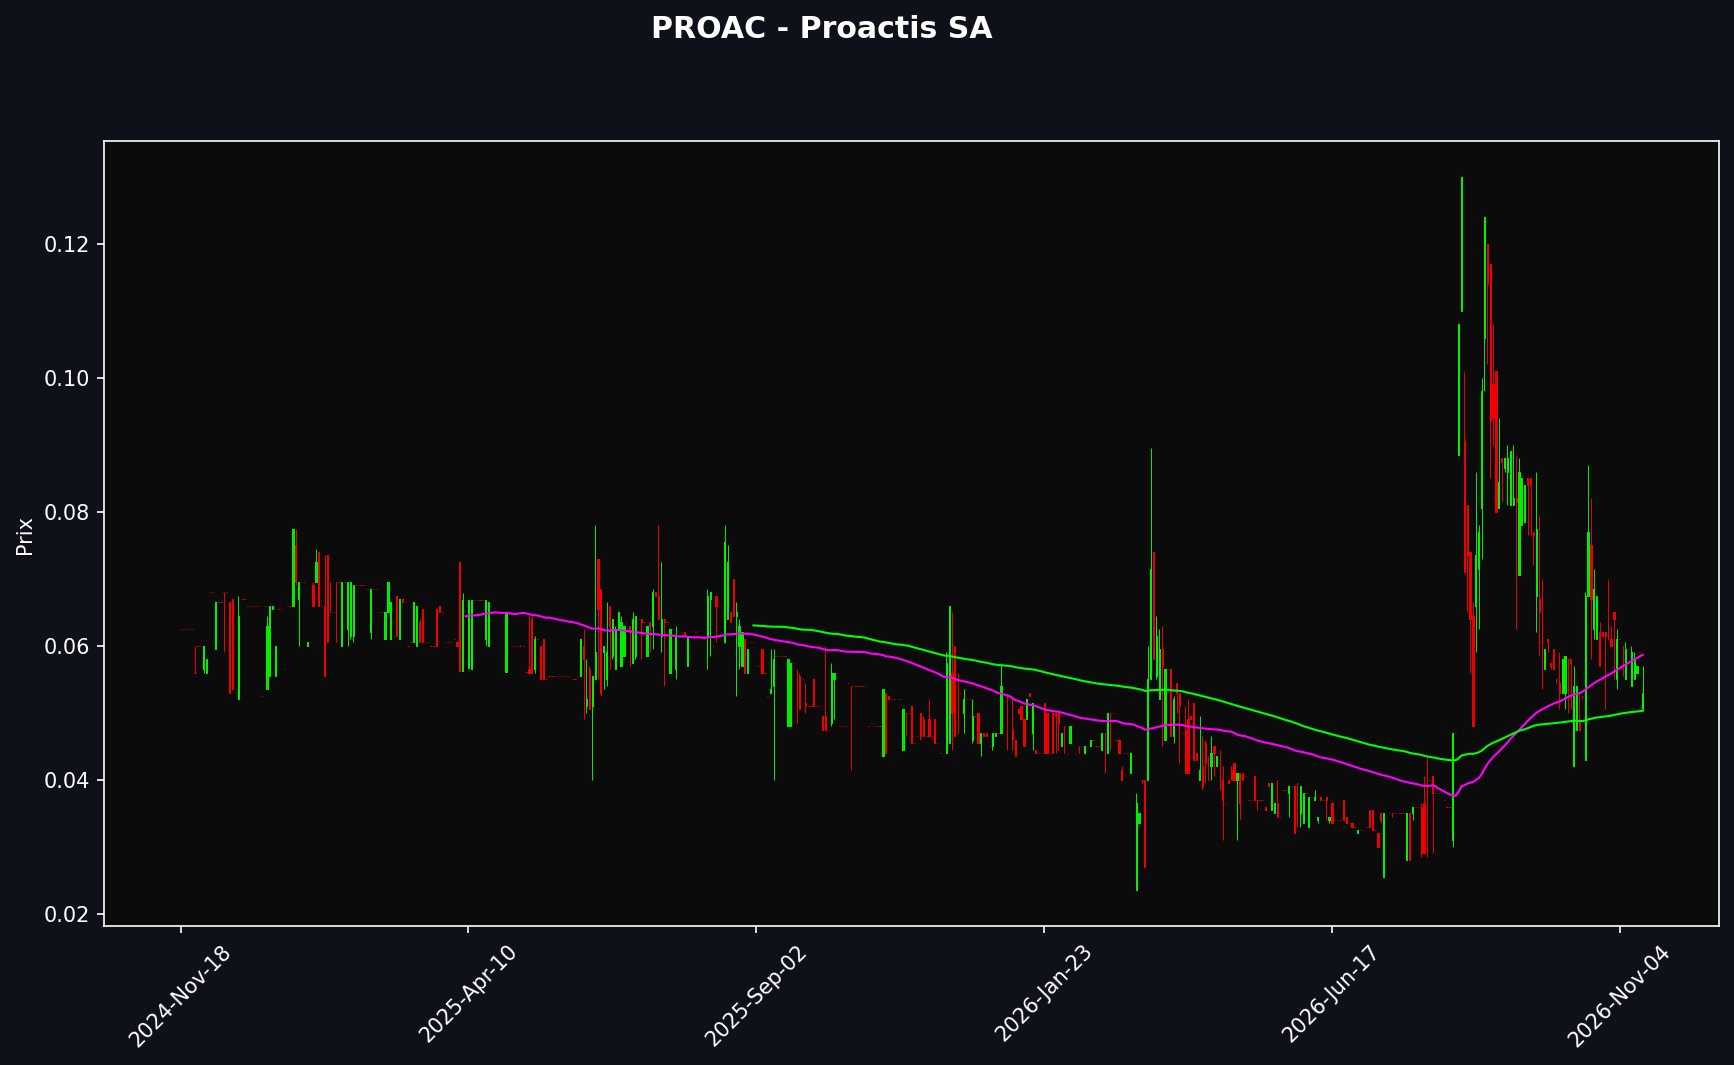 PROAC - Proactis SA
Prix
0.12
0.10
0.08
0.06
0.04
0.02
2024-Nov-18
2025-Apr-10
2025-Sep-02
2026-Jan-23
2026-Jun-17
2026-Nov-04